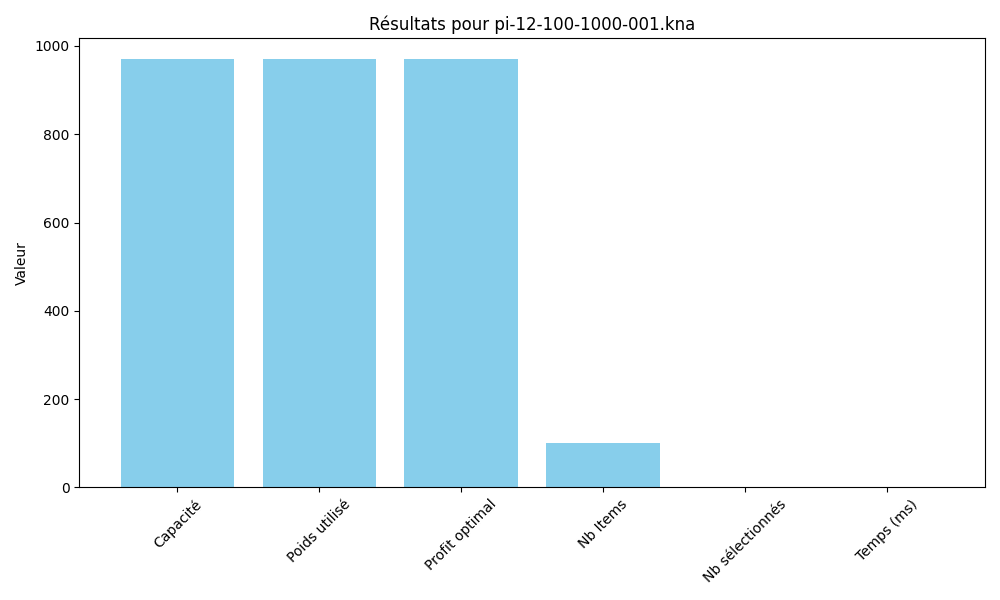 Résultats pour pi-12-100-1000-001.kna
1000
800
600
400
200
0
Valeur
Capacité
Poids utilisé
Profit optimal
Nb Items
Nb sélectionnés
Temps (ms)